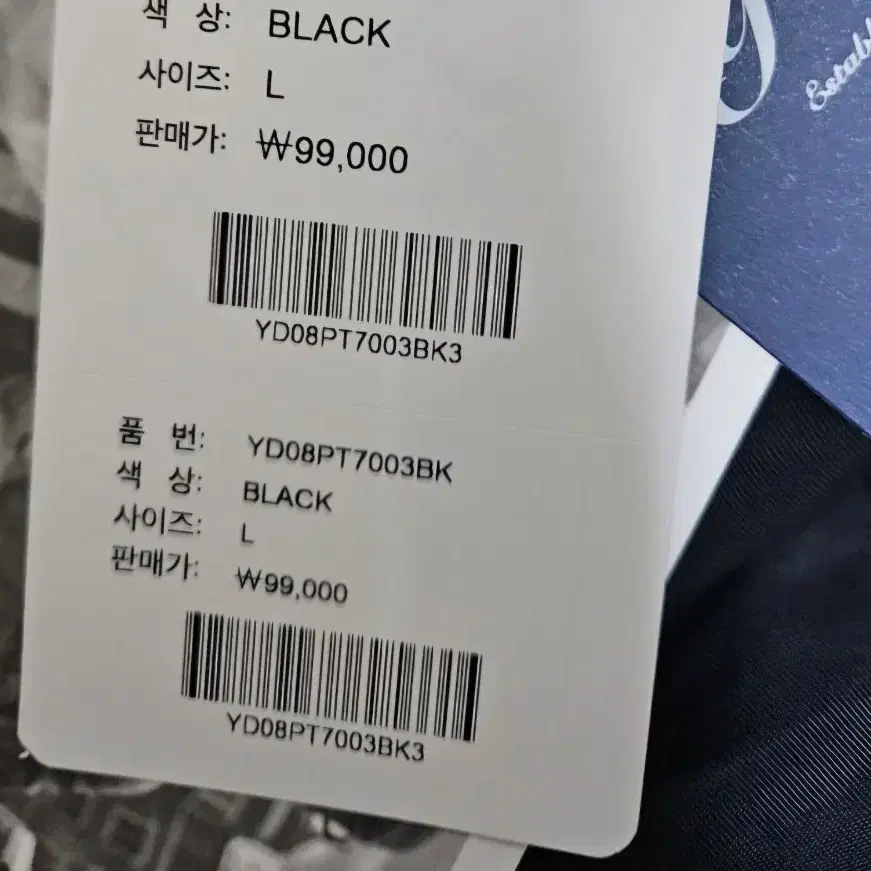 색 상: BLACK
사이즈: L
판매가: ₩99,000
YD08PT7003BK3
품 번: YD08PT7003BK
색 상: BLACK
사이즈: L
판매가: ₩99,000
YD08PT7003BK3